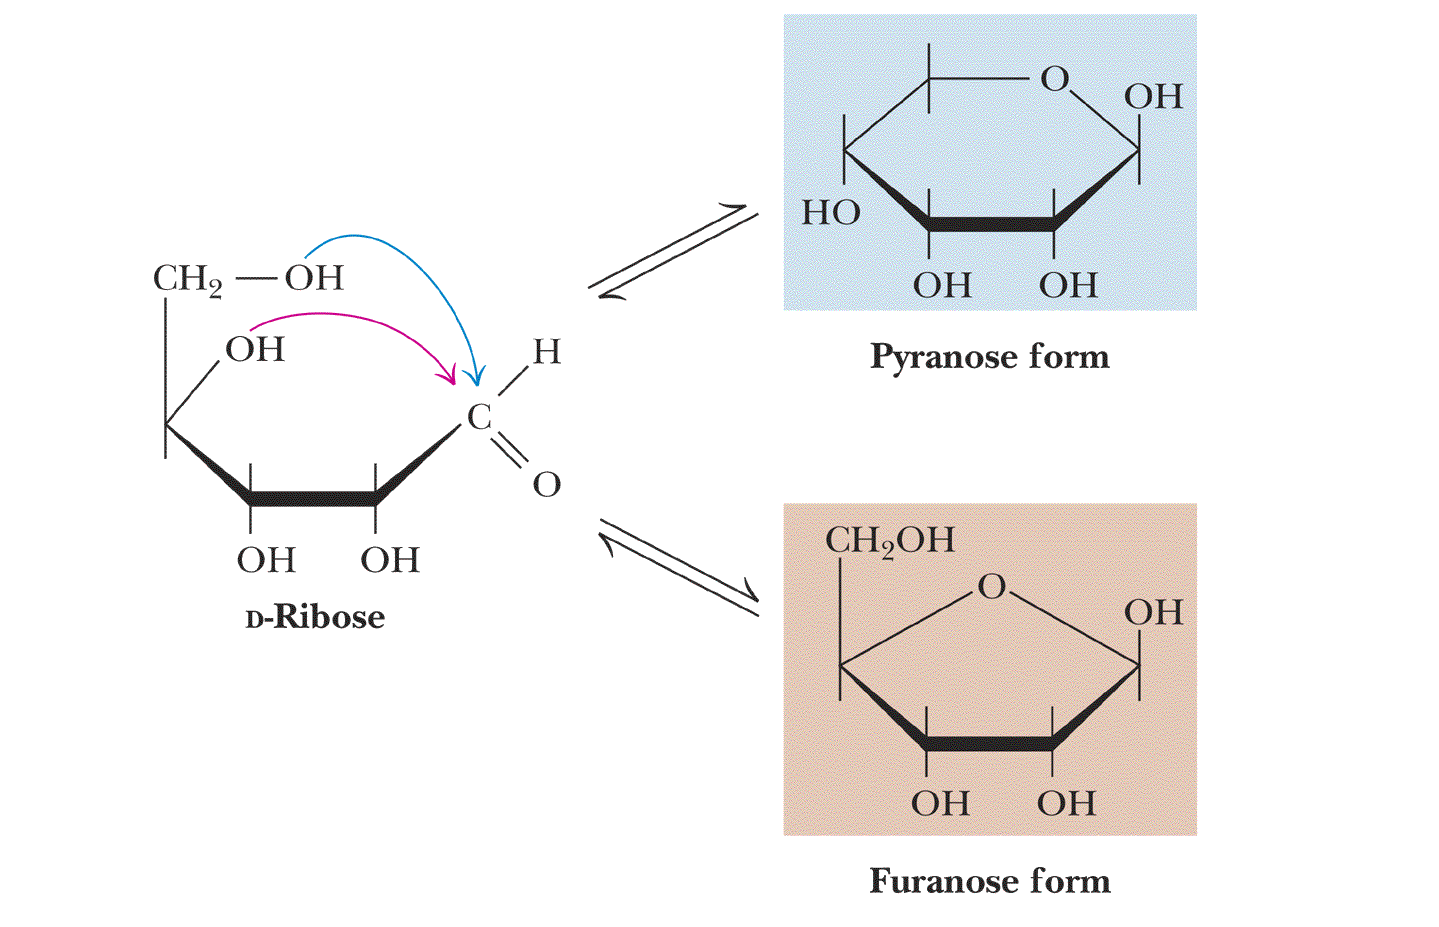 CH₂—OH
OH
H
C
O
OH OH
D-Ribose
O
OH
HO
OH OH
Pyranose form
CH₂OH
O
OH
OH OH
Furanose form